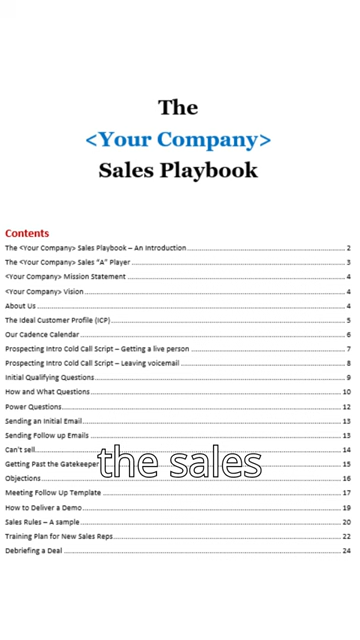 The
<Your Company>
Sales Playbook
Contents
The <Your Company> Sales Playbook – An Introduction 2
The <Your Company> Sales "A" Player 3
<Your Company> Mission Statement 4
<Your Company> Vision 4
About Us 4
The Ideal Customer Profile (ICP) 5
Our Cadence Calendar 6
Prospecting Intro Cold Call Script – Getting a live person 7
Prospecting Intro Cold Call Script – Leaving voicemail 8
Initial Qualifying Questions 9
How and What Questions 10
Power Questions 12
Sending an Initial Email 13
Sending Follow up Emails 13
Can't sell 14
Getting Past the Gatekeeper 15
the sales
Objections 16
Meeting Follow Up Template 17
How to Deliver a Demo 19
Sales Rules – A sample 20
Training Plan for New Sales Reps 22
Debriefing a Deal 24